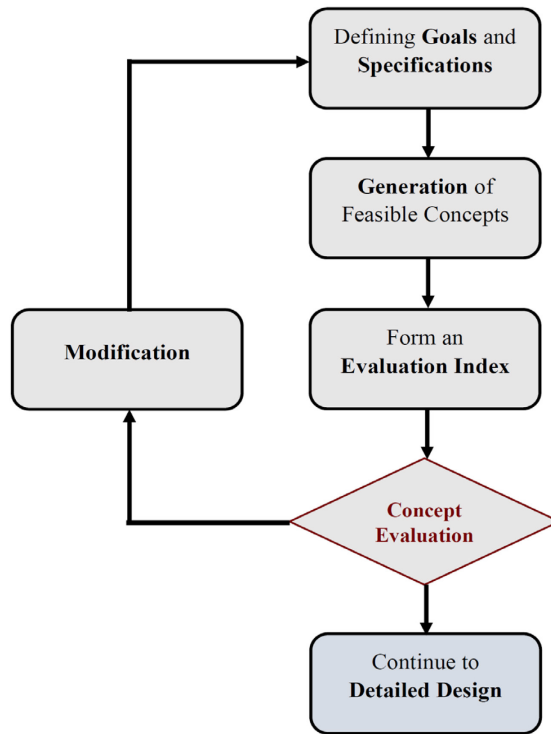 Defining Goals and
Specifications
Generation of
Feasible Concepts
Modification
Form an
Evaluation Index
Concept
Evaluation
Continue to
Detailed Design